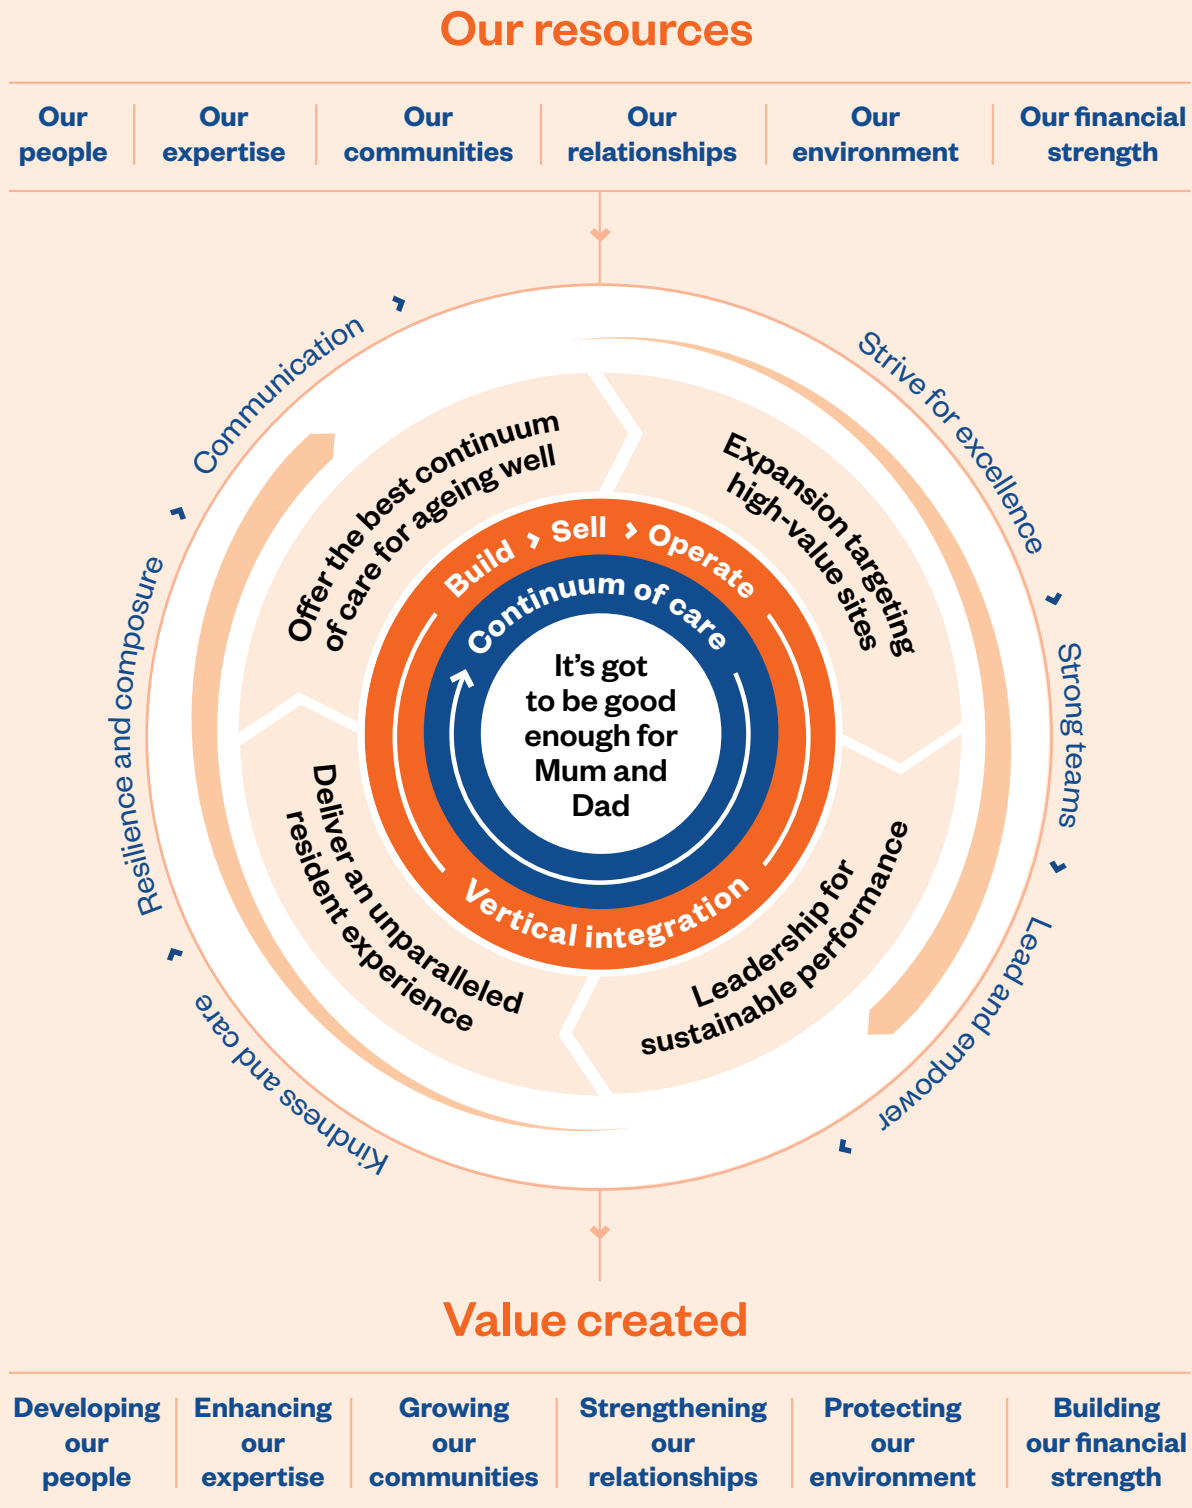 Our resources
Our
people
Our
expertise
Our
communities
Our
relationships
Our
environment
Our financial
strength
Communication
Strive for excellence
Strong teams
Lead and empower
Kindness and care
Resilience and composure
Offer the best continuum
of care for ageing well
Expansion targeting
high-value sites
Leadership for
sustainable performance
Deliver an unparalleled
resident experience
Build › Sell › Operate
Vertical integration
Continuum of care
It’s got
to be good
enough for
Mum and
Dad
Value created
Developing
our
people
Enhancing
our
expertise
Growing
our
communities
Strengthening
our
relationships
Protecting
our
environment
Building
our financial
strength